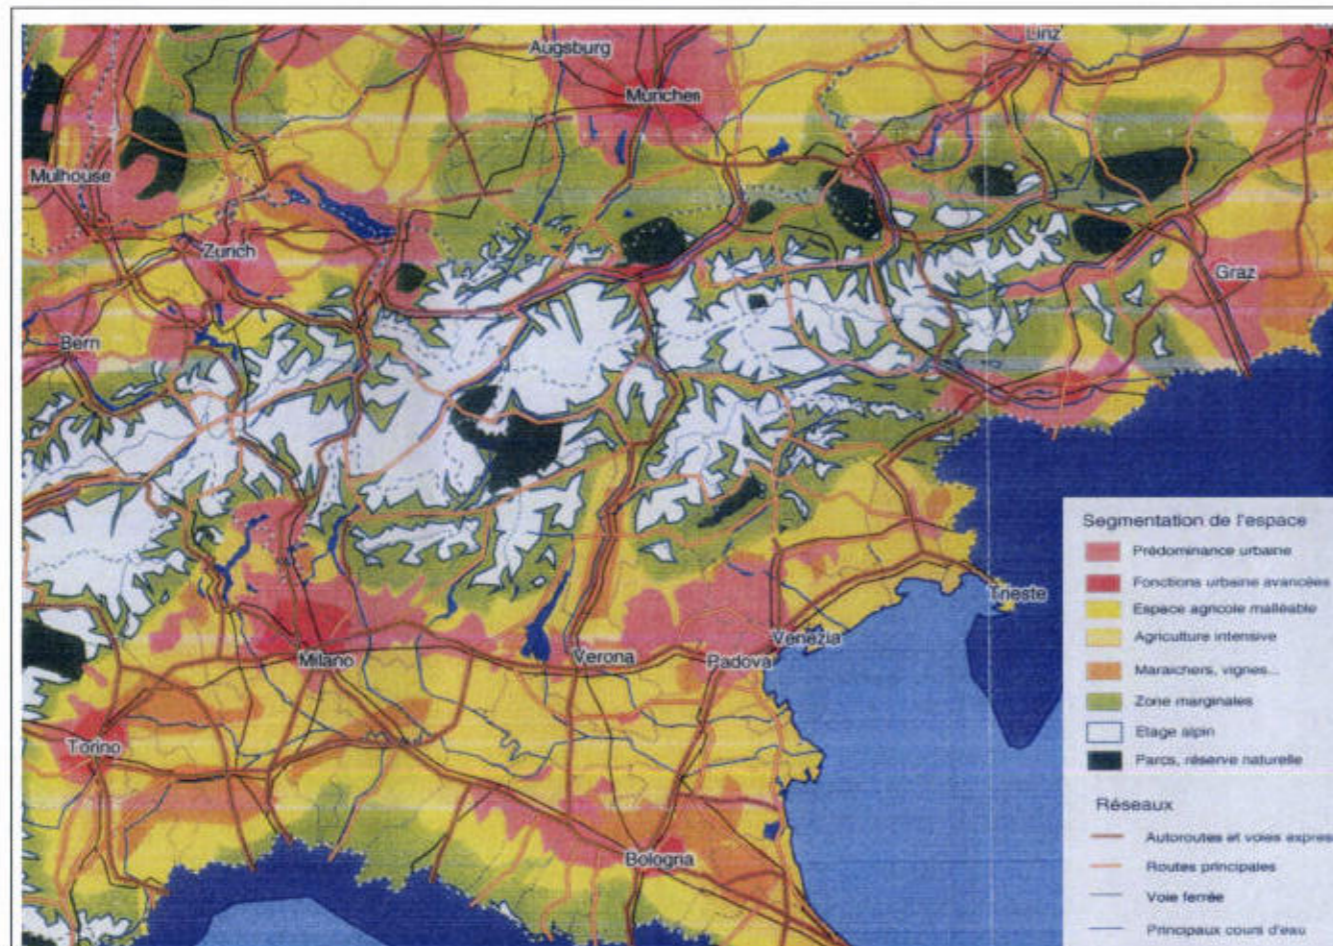 Augsburg
Linz
München
Mulhouse
Zurich
Graz
Bern
Trieste
Milano
Verona
Padova
Venezia
Torino
Bologna
Segmentation de l'espace
Prédominance urbaine
Fonctions urbaine avancées
Espace agricole malléable
Agriculture intensive
Maraichers, vignes...
Zone marginales
Etage alpin
Parcs, réserve naturelle
Réseaux
Autoroutes et voies expres
Routes principales
Voie ferrée
Principaux cours d'eau